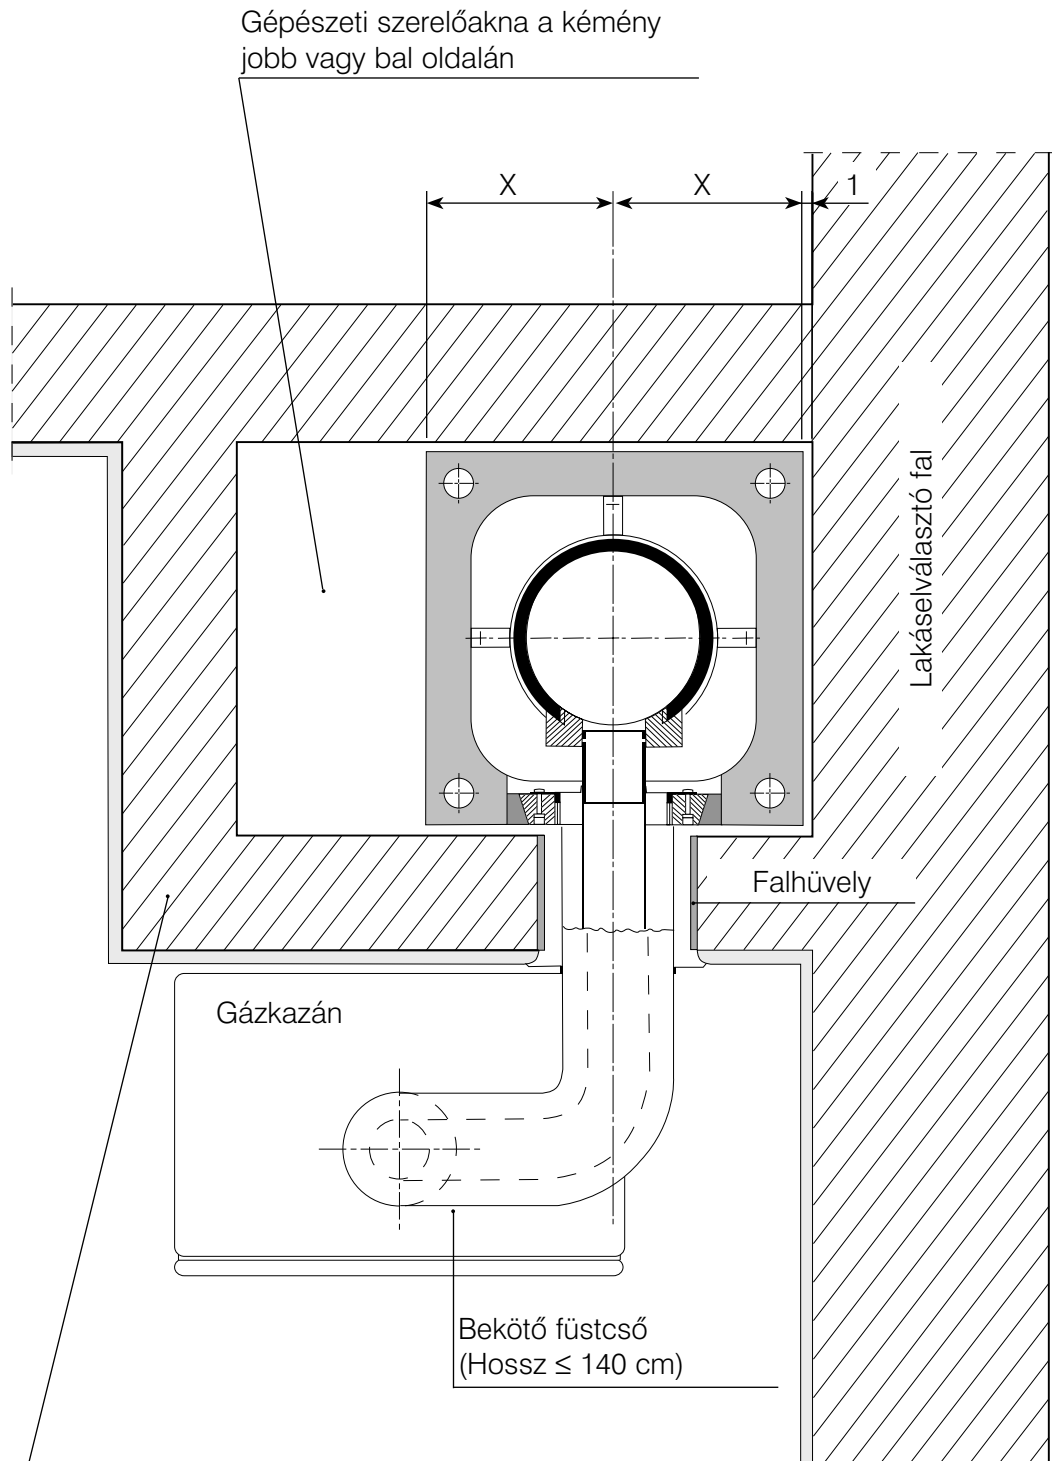 Gépészeti szerelőakna a kémény
jobb vagy bal oldalán
X X 1
Lakáselválasztó fal
Falhüvely
Gázkazán
Bekötő füstcső
(Hossz ≤ 140 cm)